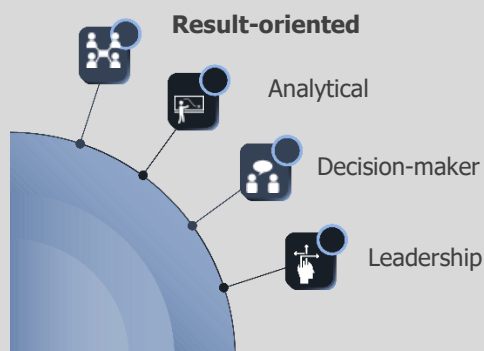 Result-oriented
Analytical
Decision-maker
Leadership